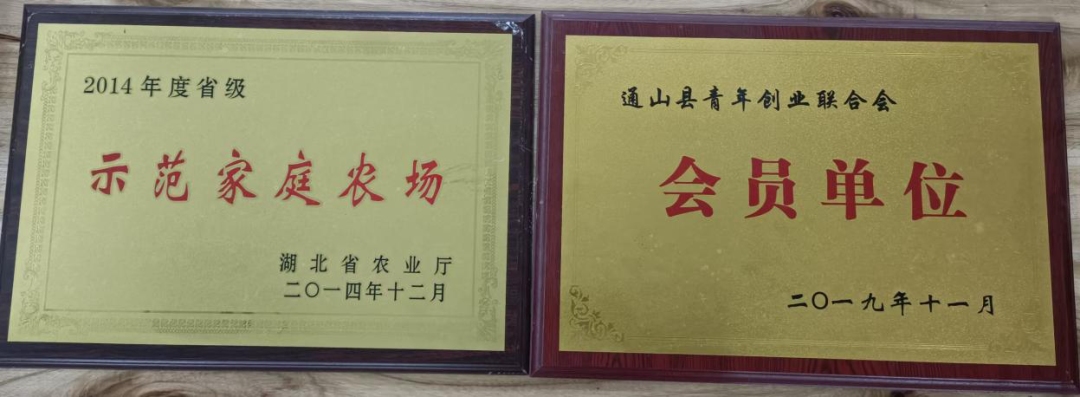 2014年度省级
示范家庭农场
湖北省农业厅
二〇一四年十二月
通山县青年创业联合会
会员单位
二〇一九年十一月